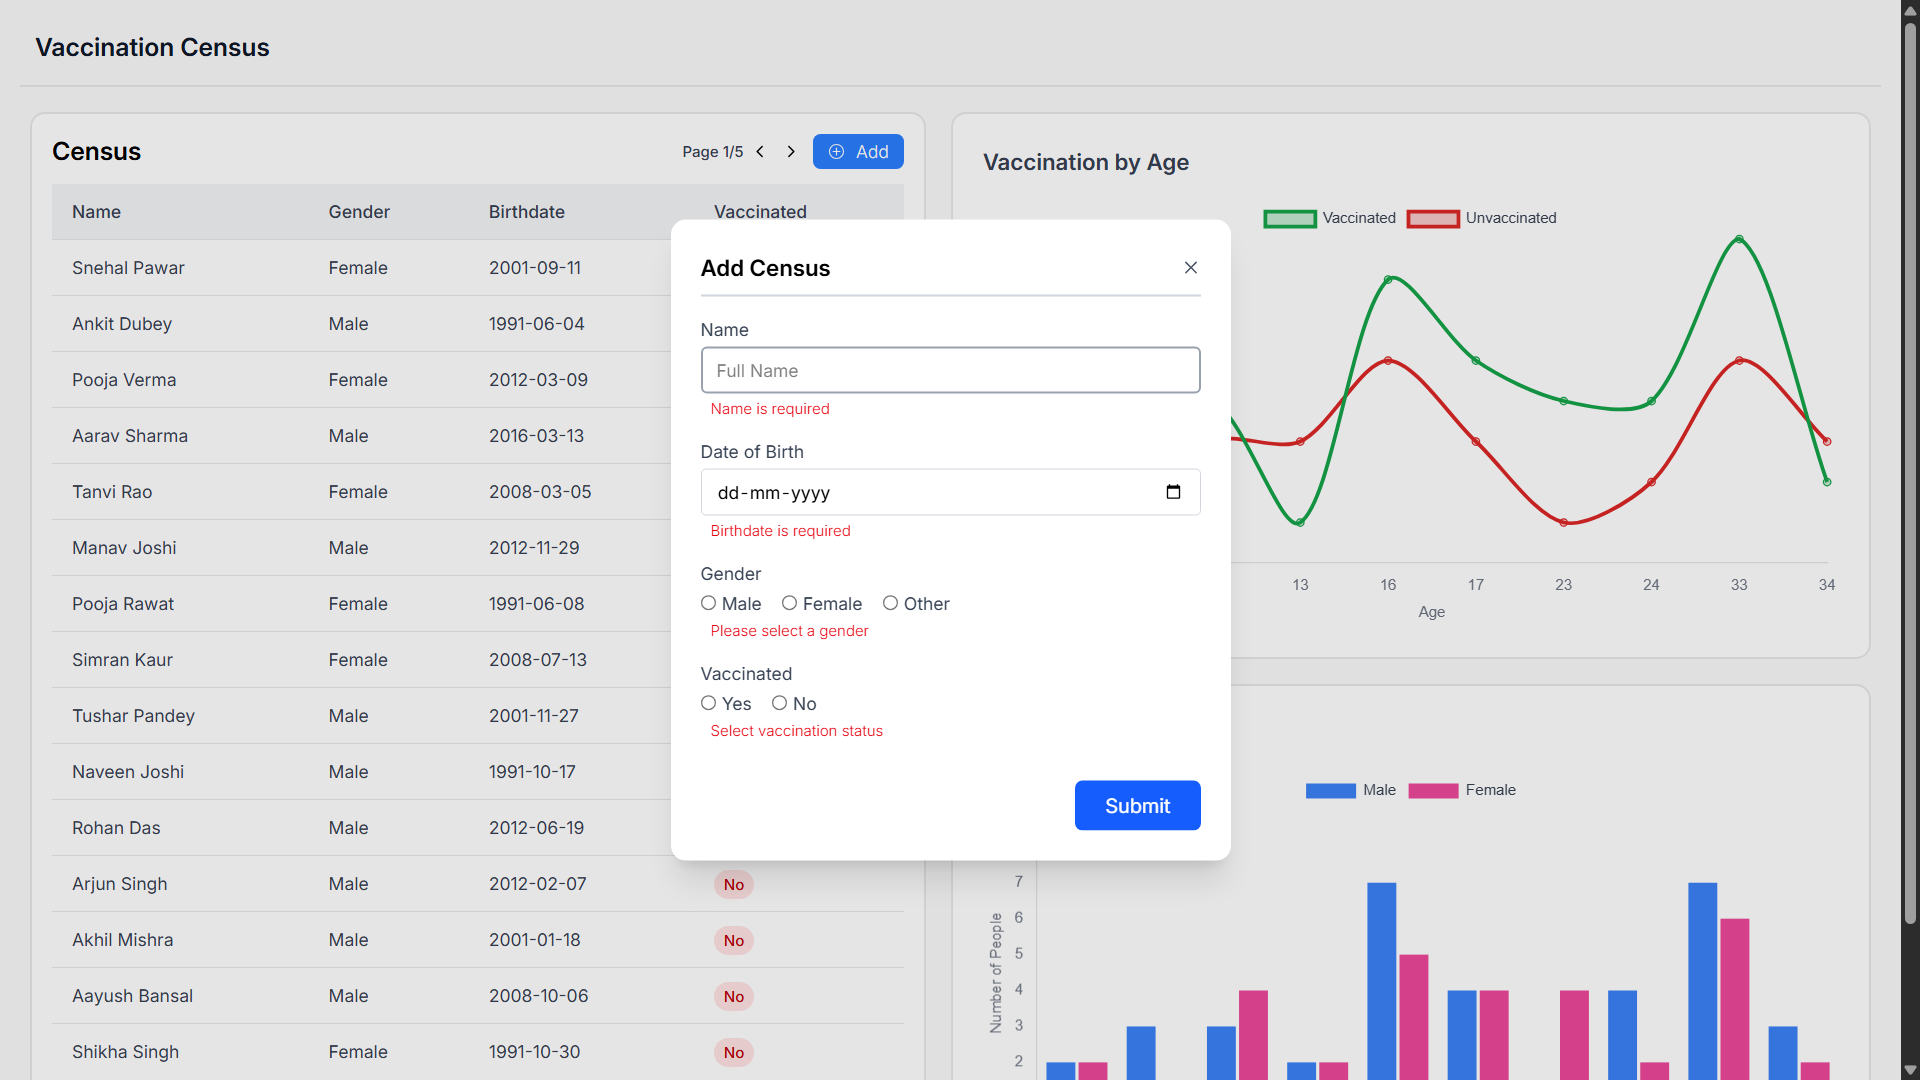 Vaccination Census
Census
Page 1/5
Add
Name Gender Birthdate Vaccinated
Snehal Pawar Female 2001-09-11
Ankit Dubey Male 1991-06-04
Pooja Verma Female 2012-03-09
Aarav Sharma Male 2016-03-13
Tanvi Rao Female 2008-03-05
Manav Joshi Male 2012-11-29
Pooja Rawat Female 1991-06-08
Simran Kaur Female 2008-07-13
Tushar Pandey Male 2001-11-27
Naveen Joshi Male 1991-10-17
Rohan Das Male 2012-06-19
Arjun Singh Male 2012-02-07 No
Akhil Mishra Male 2001-01-18 No
Aayush Bansal Male 2008-10-06 No
Shikha Singh Female 1991-10-30 No
Add Census
Name
Full Name
Name is required
Date of Birth
dd-mm-yyyy
Birthdate is required
Gender
Male Female Other
Please select a gender
Vaccinated
Yes No
Select vaccination status
Submit
Vaccination by Age
Vaccinated Unvaccinated
13 16 17 23 24 33 34
Age
Male Female
Number of People
7
6
5
4
3
2